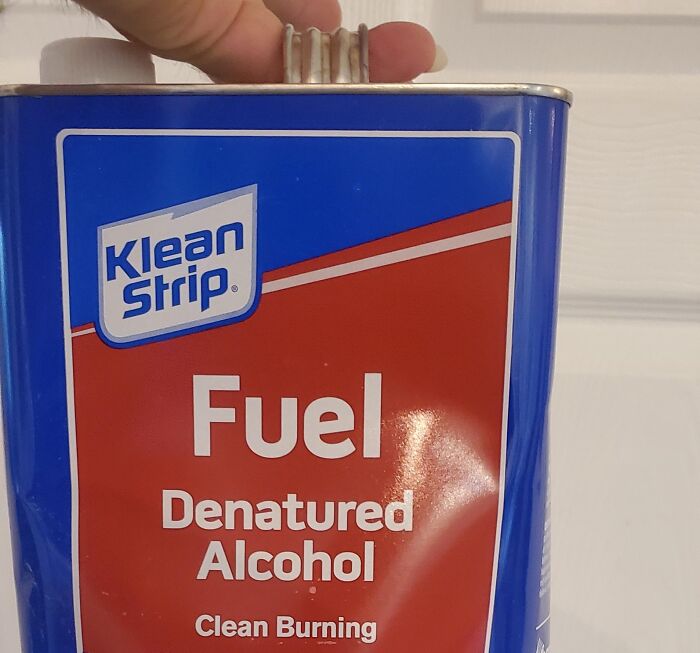 Klean
Strip®
Fuel
Denatured
Alcohol
Clean Burning